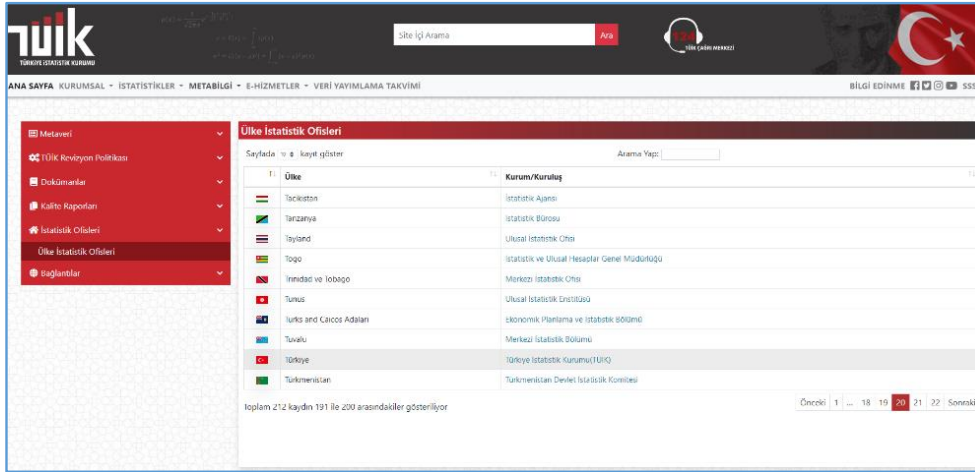 TÜİK
TÜRKİYE İSTATİSTİK KURUMU
Site İçi Arama
Ara
124
TÜİK ÇAĞRI MERKEZİ
ANA SAYFA KURUMSAL İSTATİSTİKLER METABİLGİ E-HİZMETLER VERİ YAYIMLAMA TAKVİMİ
BİLGİ EDİNME SSS
Metaveri
TÜİK Revizyon Politikası
Dokümanlar
Kalite Raporları
İstatistik Ofisleri
Ülke İstatistik Ofisleri
Bağlantılar
Ülke İstatistik Ofisleri
Sayfada 10 kayıt göster
Arama Yap:
Ülke Kurum/Kuruluş
Tacikistan İstatistik Ajansı
Tanzanya İstatistik Bürosu
Tayland Ulusal İstatistik Ofisi
Togo İstatistik ve Ulusal Hesaplar Genel Müdürlüğü
Trinidad ve Tobago Merkezi İstatistik Ofisi
Tunus Ulusal İstatistik Enstitüsü
Turks and Caicos Adaları Ekonomik Planlama ve İstatistik Bölümü
Tuvalu Merkezi İstatistik Bölümü
Türkiye Türkiye İstatistik Kurumu(TÜİK)
Türkmenistan Türkmenistan Devlet İstatistik Komitesi
Toplam 212 kaydın 191 ile 200 arasındakiler gösteriliyor
Önceki 1 ... 18 19 20 21 22 Sonraki